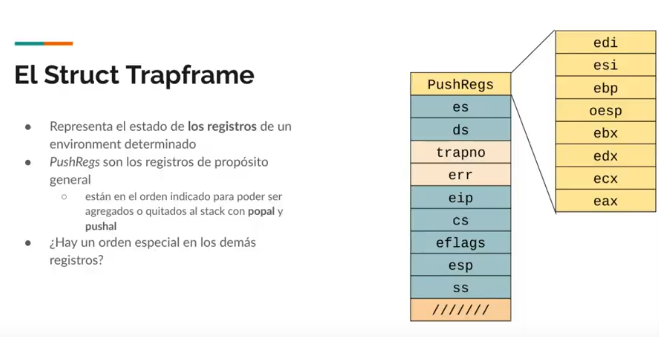 El Struct Trapframe
● Representa el estado de los registros de un
environment determinado
● PushRegs son los registros de propósito
general
○ están en el orden indicado para poder ser
agregados o quitados al stack con popal y
pushal
● ¿Hay un orden especial en los demás
registros?
PushRegs
es
ds
trapno
err
eip
cs
eflags
esp
ss
///////
edi
esi
ebp
oesp
ebx
edx
ecx
eax